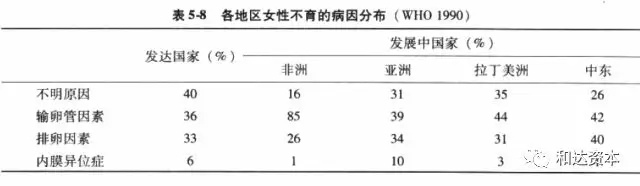 表 5-8 各地区女性不育的病因分布(WHO 1990)
发达国家(%) 发展中国家(%)
非洲 亚洲 拉丁美洲 中东
不明原因 40 16 31 35 26
输卵管因素 36 85 39 44 42
排卵因素 33 26 34 31 40
内膜异位症 6 1 10 3
和达资本